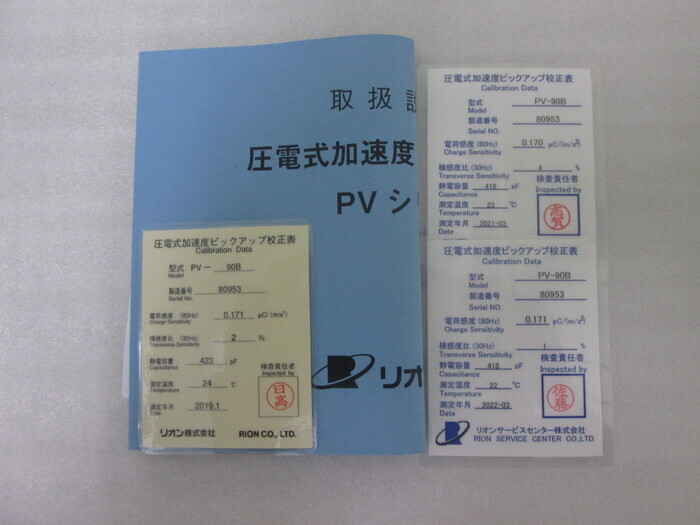 取扱説
圧電式加速度
PVシリ
リオン
圧電式加速度ピックアップ校正表
Calibration Data
型式 PVー 90B
Model
製造番号 80953
Serial No.
電荷感度 (80Hz) 0.171 pC/(m/s²)
Charge Sensitivity
横感度比 (30Hz) 2 %
Transverse Sensitivity
静電容量 423 pF
Capacitance
検査責任者
Inspected by
測定温度 24 ℃
Temperature
日高
測定年月 2019.1
Date
リオン株式会社 RION CO., LTD.
圧電式加速度ピックアップ校正表
Calibration Data
型式 PV-90B
Model
製造番号 80953
Serial NO.
電荷感度 (80Hz) 0.170 pC/(m/s²)
Charge Sensitivity
横感度比 (30Hz) 4 %
Transverse Sensitivity
静電容量 416 pF
Capacitance
検査責任者
Inspected by
測定温度 23 ℃
Temperature
志賀
測定年月 2021-03
Date
圧電式加速度ピックアップ校正表
Calibration Data
型式 PV-90B
Model
製造番号 80953
Serial NO.
電荷感度 (80Hz) 0.171 pC/(m/s²)
Charge Sensitivity
横感度比 (30Hz) 1 %
Transverse Sensitivity
静電容量 418 pF
Capacitance
検査責任者
Inspected by
測定温度 22 ℃
Temperature
佐藤
測定年月 2022-03
Date
リオンサービスセンター株式会社
RION SERVICE CENTER CO.,LTD